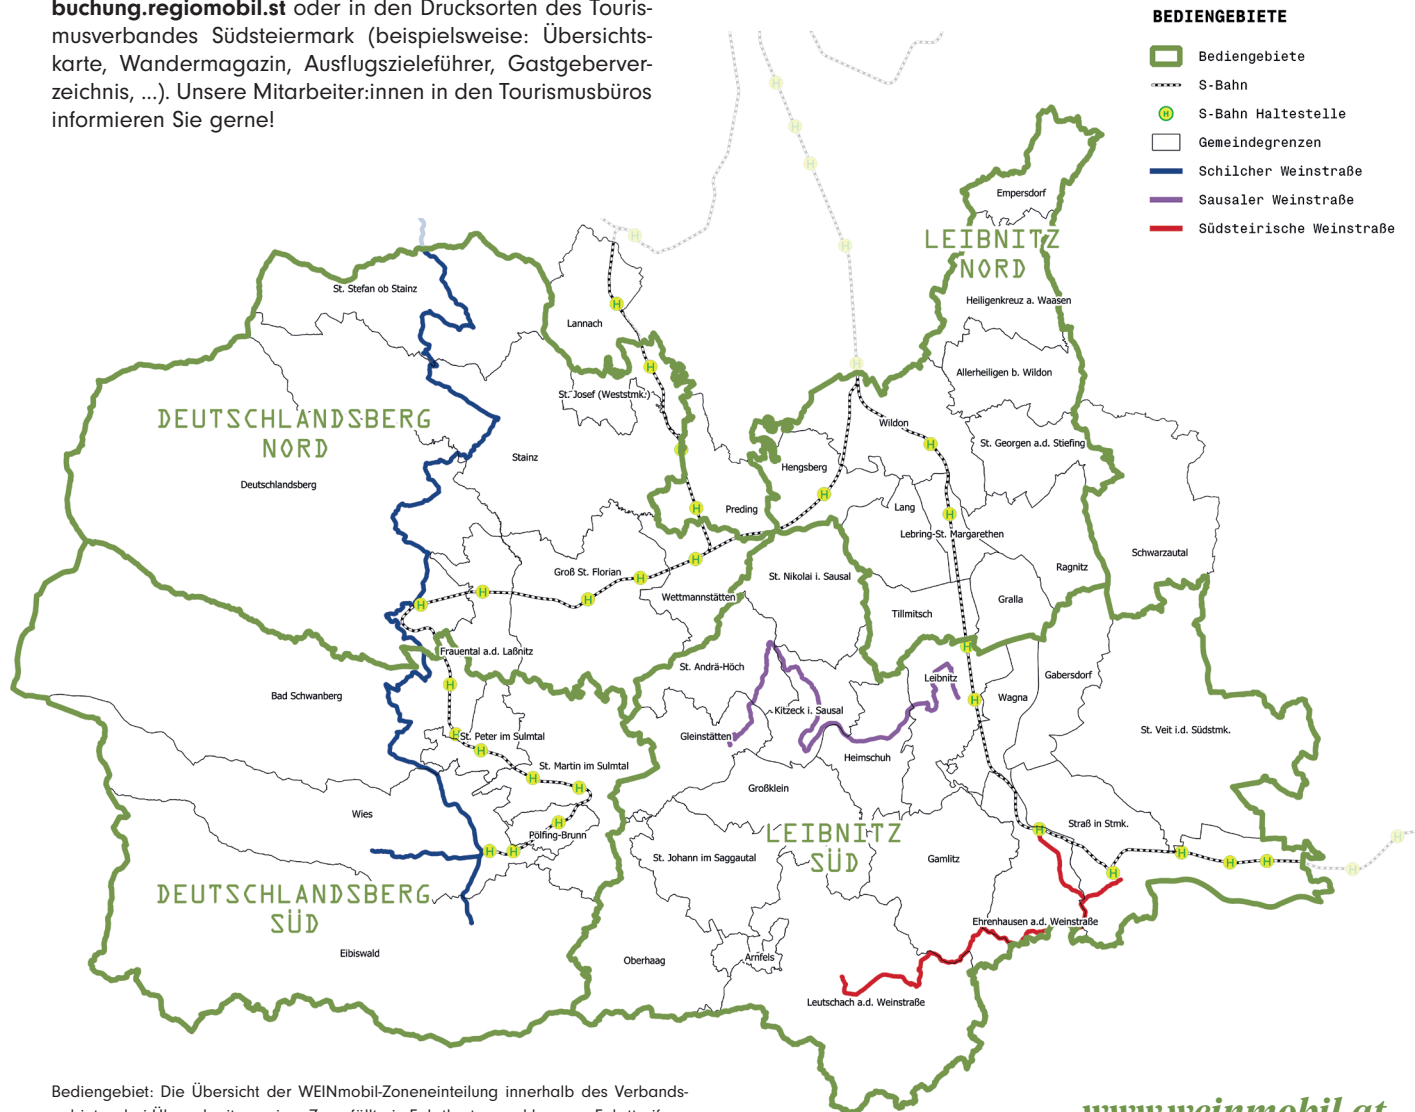 buchung.regiomobil.st oder in den Drucksorten des Touris-
musverbandes Südsteiermark (beispielsweise: Übersichts-
karte, Wandermagazin, Ausflugszieleführer, Gastgeberver-
zeichnis, ...). Unsere Mitarbeiter:innen in den Tourismusbüros
informieren Sie gerne!
BEDIENGEBIETE
Bediengebiete
S-Bahn
H S-Bahn Haltestelle
Gemeindegrenzen
Schilcher Weinstraße
Sausaler Weinstraße
Südsteirische Weinstraße
Empersdorf
LEIBNITZ
NORD
Heiligenkreuz a. Waasen
St. Stefan ob Stainz
Lannach
Allerheiligen b. Wildon
St. Josef (Weststmk.)
DEUTSCHLANDSBERG
NORD
Wildon
St. Georgen a.d. Stiefing
Stainz
Hengsberg
Deutschlandsberg
Preding
Lang
Lebring-St. Margarethen
Schwarzautal
Groß St. Florian
St. Nikolai i. Sausal
Ragnitz
Wettmannstätten
Gralla
Tillmitsch
Frauental a.d. Laßnitz
St. Andrä-Höch
Leibnitz
Gabersdorf
Bad Schwanberg
Wagna
Kitzeck i. Sausal
St. Peter im Sulmtal
Gleinstätten
St. Veit i.d. Südstmk.
Heimschuh
St. Martin im Sulmtal
Großklein
Wies
Pölfing-Brunn
LEIBNITZ
SÜD
Straß in Stmk.
St. Johann im Saggautal
Gamlitz
DEUTSCHLANDSBERG
SÜD
Ehrenhausen a.d. Weinstraße
Eibiswald
Oberhaag
Arnfels
Leutschach a.d. Weinstraße
Bediengebiet: Die Übersicht der WEINmobil-Zoneneinteilung innerhalb des Verbands-
www.weinmobil.at